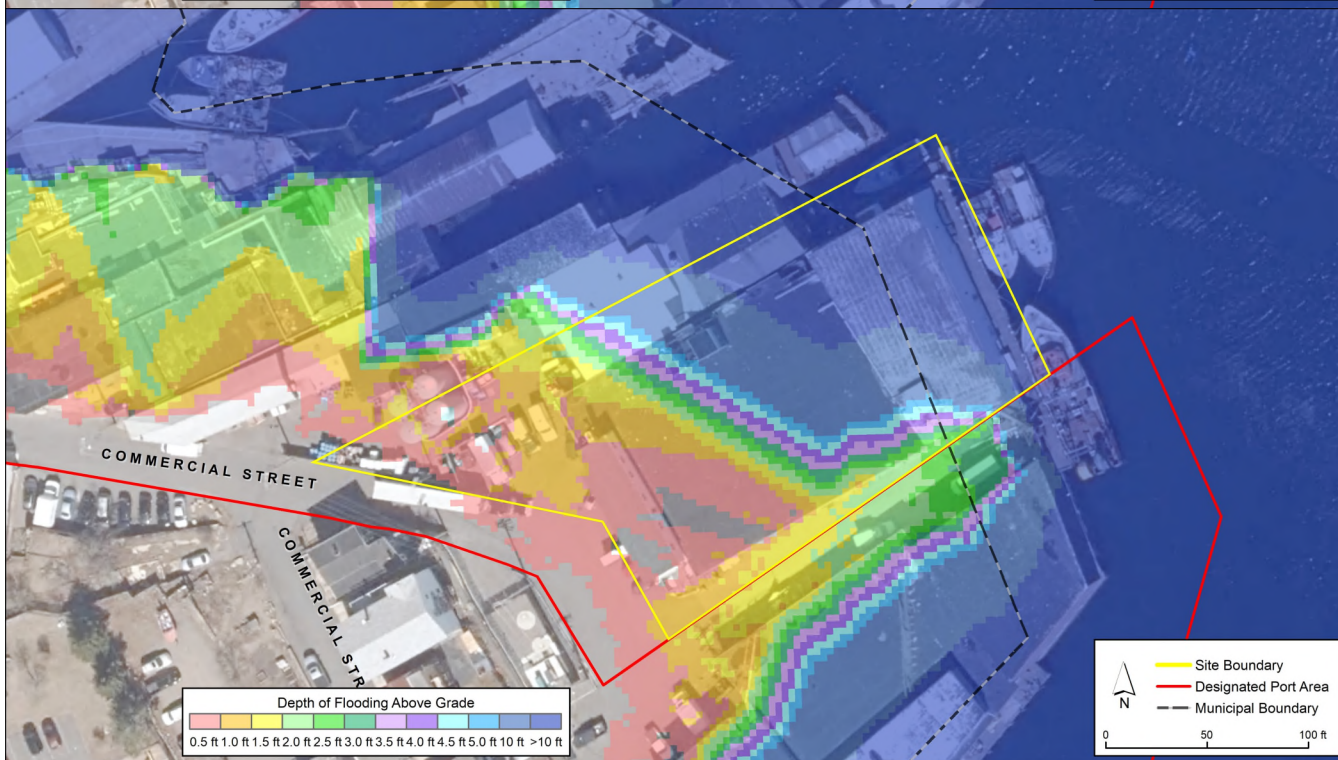 COMMERCIAL STREET
COMMERCIAL STR
Depth of Flooding Above Grade
0.5 ft 1.0 ft 1.5 ft 2.0 ft 2.5 ft 3.0 ft 3.5 ft 4.0 ft 4.5 ft 5.0 ft 10 ft >10 ft
Site Boundary
Designated Port Area
Municipal Boundary
N
0 50 100 ft